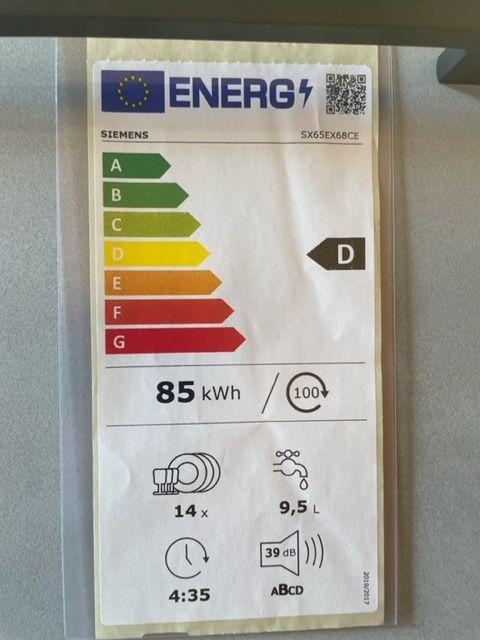 ENERG
SIEMENS SX65EX68CE
A
B
C
D
D
E
F
G
85 kWh / 100
14 x
9,5 L
39 dB
4:35
ABCD
2019/2017